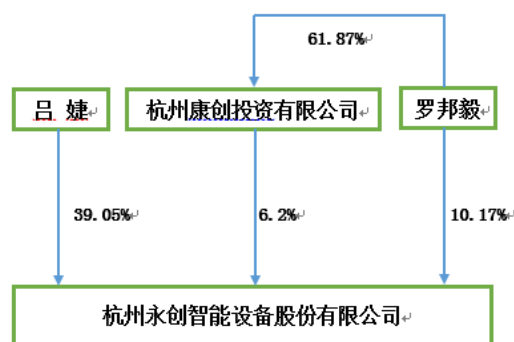 61.87%
吕 婕
杭州康创投资有限公司
罗邦毅
39.05%
6.2%
10.17%
杭州永创智能设备股份有限公司